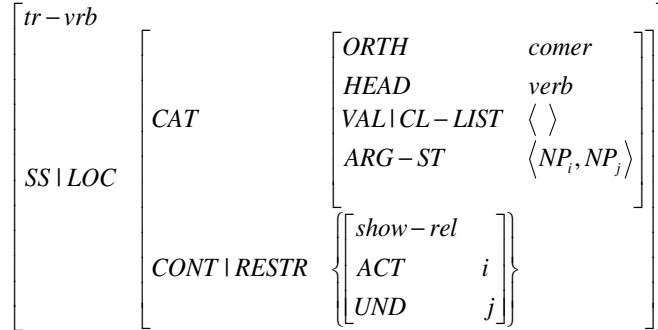 tr − vrb
SS | LOC
CAT
ORTH comer
HEAD verb
VAL | CL − LIST ⟨ ⟩
ARG − ST ⟨NP_i, NP_j⟩
CONT | RESTR
show − rel
ACT i
UND j